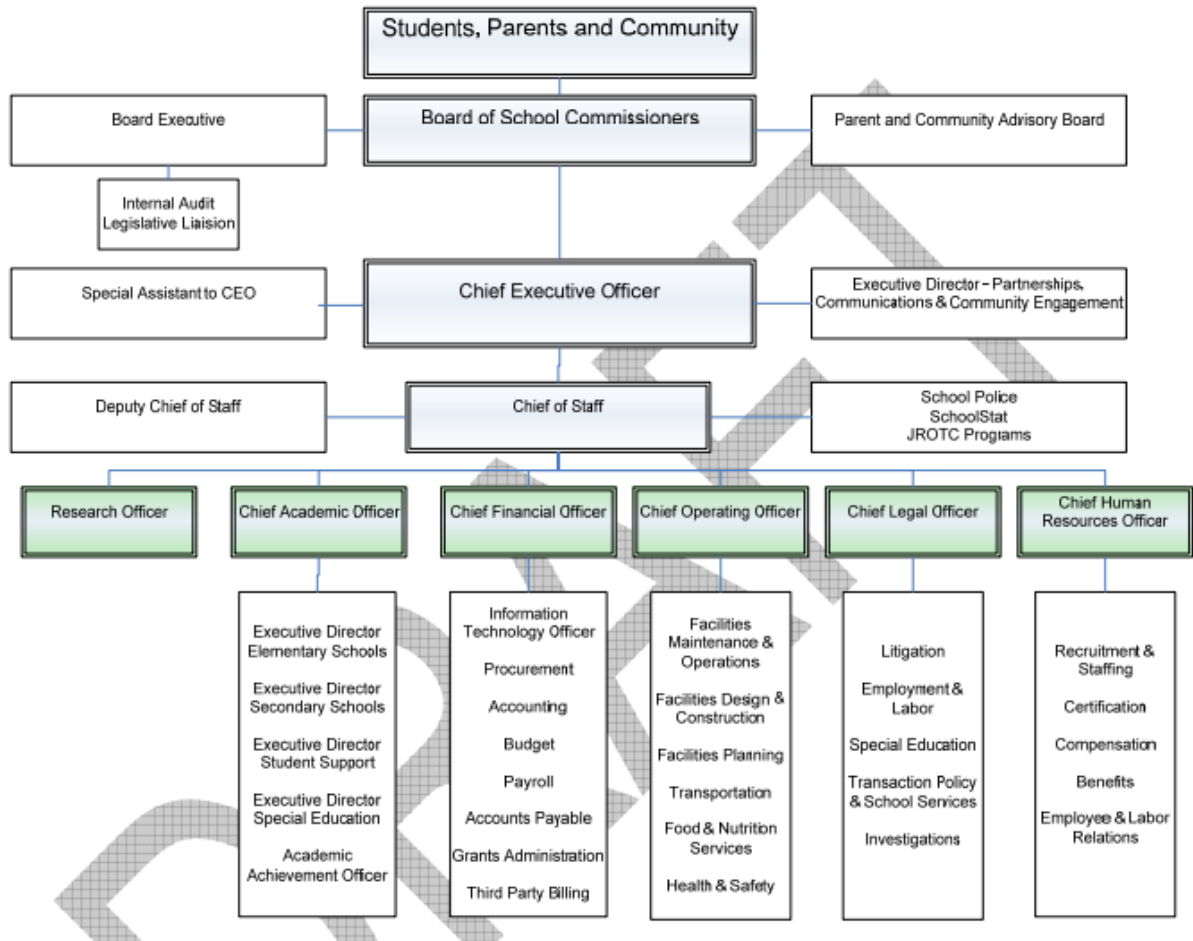 Students, Parents and Community
Board Executive
Board of School Commissioners
Parent and Community Advisory Board
Internal Audit
Legislative Liaision
Special Assistant to CEO
Chief Executive Officer
Executive Director – Partnerships,
Communications & Community Engagement
Deputy Chief of Staff
Chief of Staff
School Police
SchoolStat
JROTC Programs
Research Officer
Chief Academic Officer
Chief Financial Officer
Chief Operating Officer
Chief Legal Officer
Chief Human
Resources Officer
Executive Director
Elementary Schools
Executive Director
Secondary Schools
Executive Director
Student Support
Executive Director
Special Education
Academic
Achievement Officer
Information
Technology Officer
Procurement
Accounting
Budget
Payroll
Accounts Payable
Grants Administration
Third Party Billing
Facilities
Maintenance &
Operations
Facilities Design &
Construction
Facilities Planning
Transportation
Food & Nutrition
Services
Health & Safety
Litigation
Employment &
Labor
Special Education
Transaction Policy
& School Services
Investigations
Recruitment &
Staffing
Certification
Compensation
Benefits
Employee & Labor
Relations
DRAFT